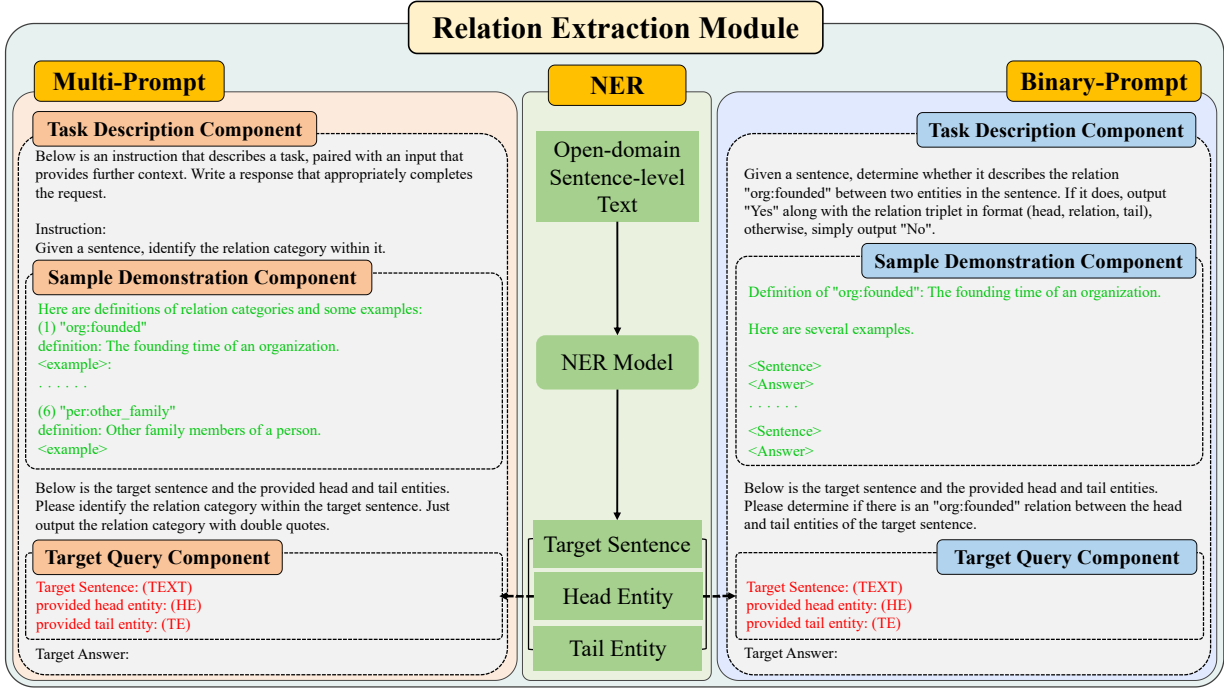 Relation Extraction Module
Multi-Prompt
Task Description Component
Below is an instruction that describes a task, paired with an input that
provides further context. Write a response that appropriately completes
the request.
Instruction:
Given a sentence, identify the relation category within it.
Sample Demonstration Component
Here are definitions of relation categories and some examples:
(1) "org:founded"
definition: The founding time of an organization.
<example>:
. . . . . .
(6) "per:other_family"
definition: Other family members of a person.
<example>
Below is the target sentence and the provided head and tail entities.
Please identify the relation category within the target sentence. Just
output the relation category with double quotes.
Target Query Component
Target Sentence: (TEXT)
provided head entity: (HE)
provided tail entity: (TE)
Target Answer:
NER
Open-domain
Sentence-level
Text
NER Model
Target Sentence
Head Entity
Tail Entity
Binary-Prompt
Task Description Component
Given a sentence, determine whether it describes the relation
"org:founded" between two entities in the sentence. If it does, output
"Yes" along with the relation triplet in format (head, relation, tail),
otherwise, simply output "No".
Sample Demonstration Component
Definition of "org:founded": The founding time of an organization.
Here are several examples.
<Sentence>
<Answer>
. . . . . .
<Sentence>
<Answer>
Below is the target sentence and the provided head and tail entities.
Please determine if there is an "org:founded" relation between the head
and tail entities of the target sentence.
Target Query Component
Target Sentence: (TEXT)
provided head entity: (HE)
provided tail entity: (TE)
Target Answer: